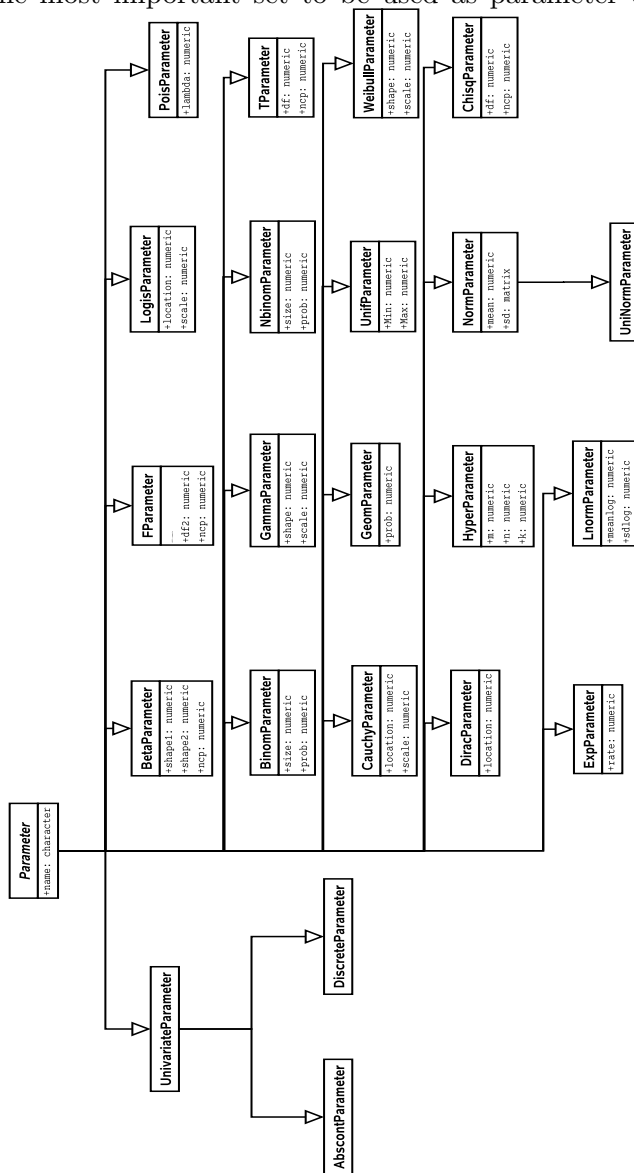 he most important set to be used as parameter
Parameter
+name: character
UnivariateParameter
AbscontParameter
DiscreteParameter
BetaParameter
+shape1: numeric
+shape2: numeric
+ncp: numeric
FParameter
+df2: numeric
+ncp: numeric
LogisParameter
+location: numeric
+scale: numeric
PoisParameter
+lambda: numeric
BinomParameter
+size: numeric
+prob: numeric
GammaParameter
+shape: numeric
+scale: numeric
NbinomParameter
+size: numeric
+prob: numeric
TParameter
+df: numeric
+ncp: numeric
CauchyParameter
+location: numeric
+scale: numeric
GeomParameter
+prob: numeric
UnifParameter
+Min: numeric
+Max: numeric
WeibullParameter
+shape: numeric
+scale: numeric
DiracParameter
+location: numeric
HyperParameter
+m: numeric
+n: numeric
+k: numeric
NormParameter
+mean: numeric
+sd: matrix
ChisqParameter
+df: numeric
+ncp: numeric
ExpParameter
+rate: numeric
LnormParameter
+meanlog: numeric
+sdlog: numeric
UniNormParameter